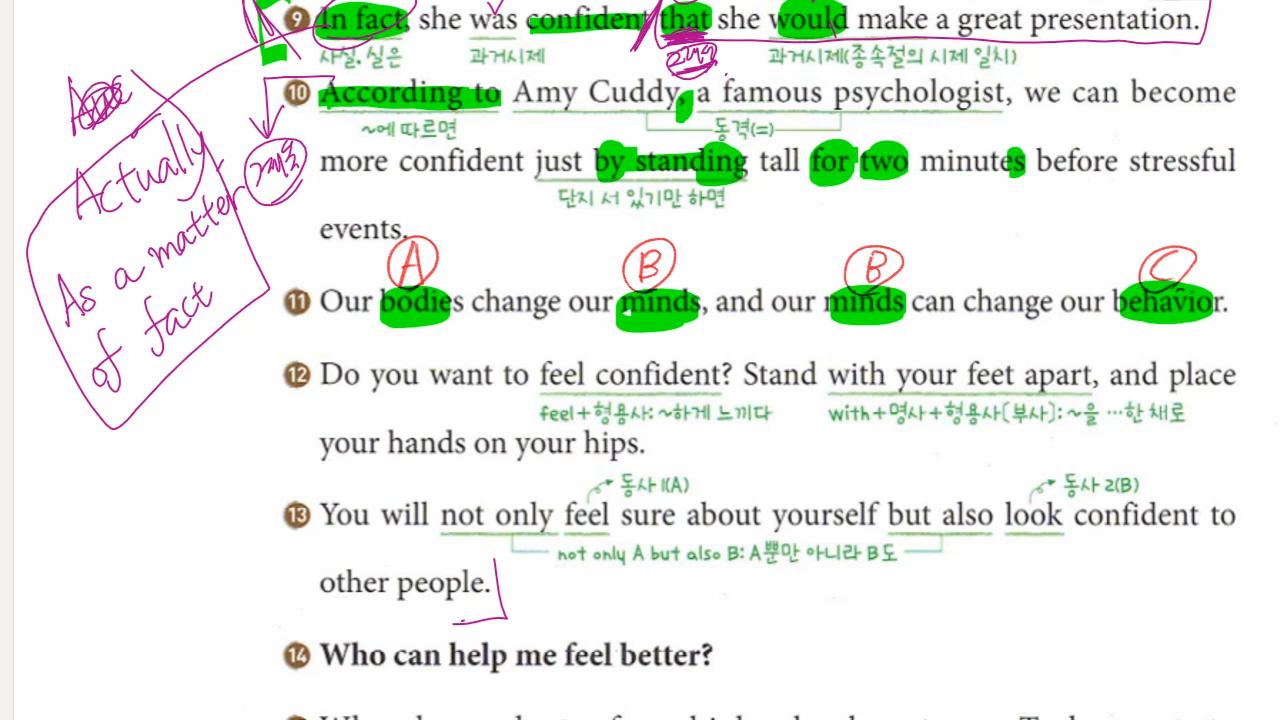 9 In fact, she was confident that she would make a great presentation.
사실, 실은 과거시제 과거시제(종속절의 시제 일치)
10 According to Amy Cuddy, a famous psychologist, we can become
~에 따르면 동격(=)
more confident just by standing tall for two minutes before stressful
단지 서 있기만 하면
events.
Actually
As a matter
of fact
A B B C
11 Our bodies change our minds, and our minds can change our behavior.
12 Do you want to feel confident? Stand with your feet apart, and place
feel+형용사: ~하게 느끼다 with+명사+형용사(부사): ~을 …한 채로
your hands on your hips.
동사 1(A) 동사 2(B)
13 You will not only feel sure about yourself but also look confident to
not only A but also B: A뿐만 아니라 B도
other people.
14 Who can help me feel better?